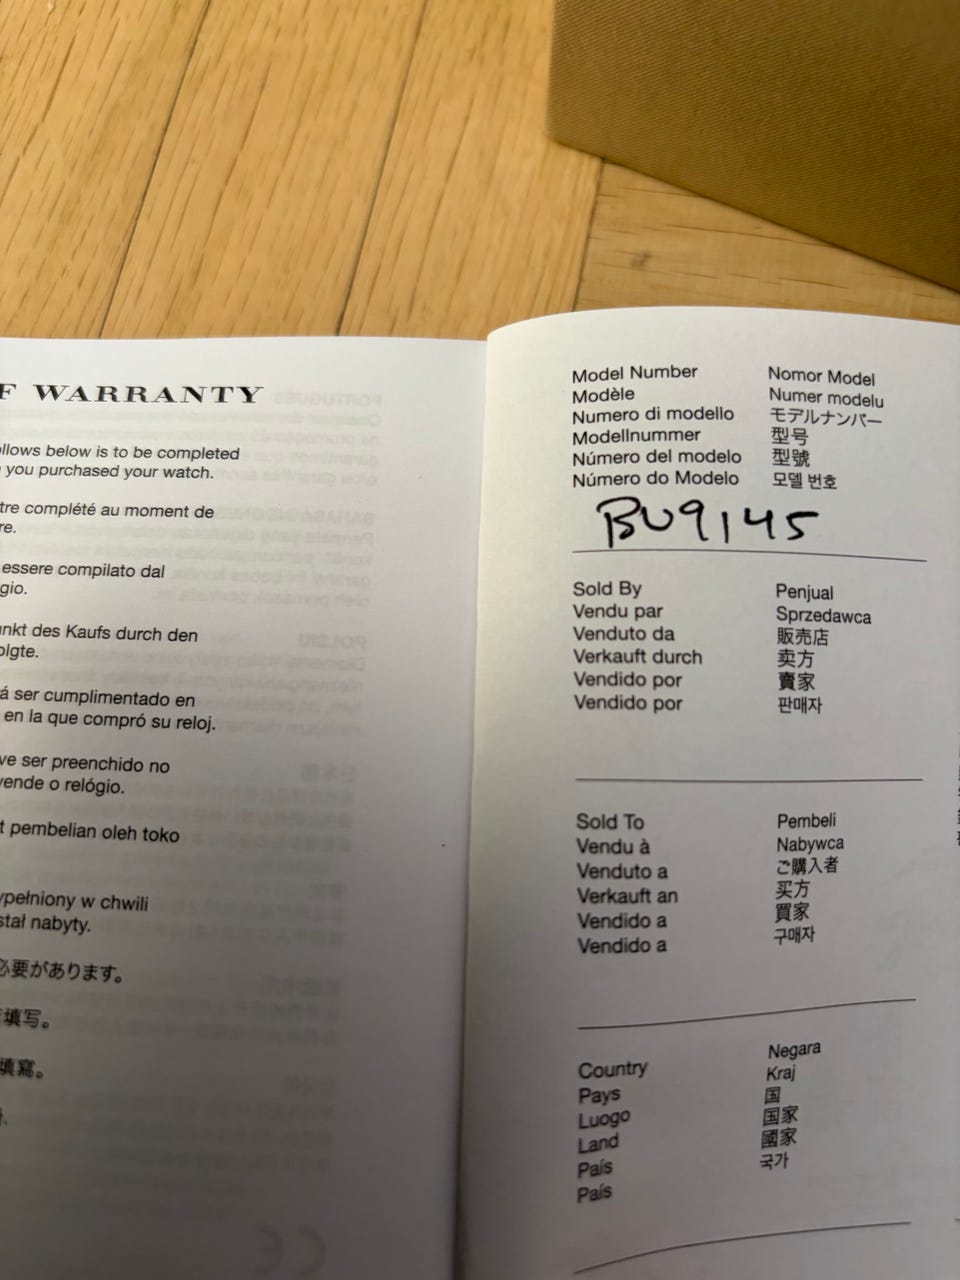 F WARRANTY
llows below is to be completed
you purchased your watch.
tre complété au moment de
re.
essere compilato dal
gio.
unkt des Kaufs durch den
olgte.
á ser cumplimentado en
en la que compró su reloj.
ve ser preenchido no
vende o relógio.
t pembelian oleh toko
ypełniony w chwili
stał nabyty.
必要があります。
填写。
填寫。
Model Number
Modèle
Numero di modello
Modellnummer
Número del modelo
Número do Modelo
Nomor Model
Numer modelu
モデルナンバー
型号
型號
모델 번호
BU9145
Sold By
Vendu par
Venduto da
Verkauft durch
Vendido por
Vendido por
Penjual
Sprzedawca
販売店
卖方
賣家
판매자
Sold To
Vendu à
Venduto a
Verkauft an
Vendido a
Vendido a
Pembeli
Nabywca
ご購入者
买方
買家
구매자
Country
Pays
Luogo
Land
País
País
Negara
Kraj
国
国家
國家
국가